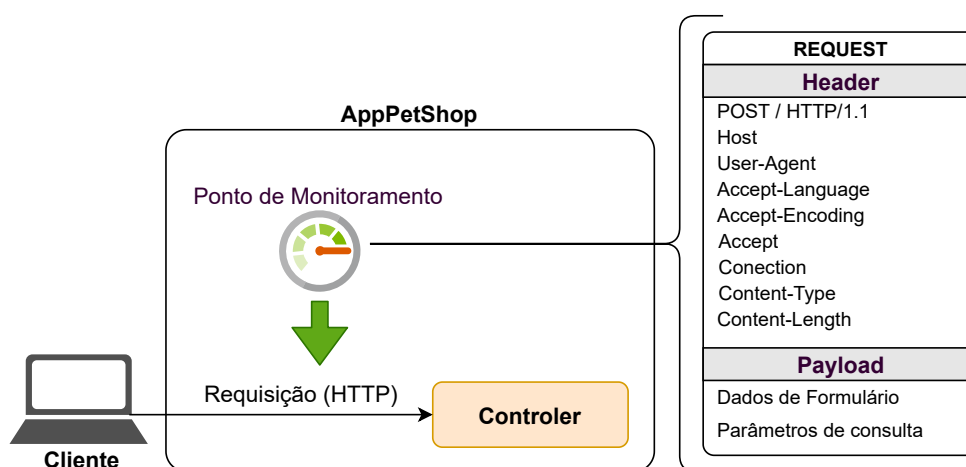 AppPetShop
Ponto de Monitoramento
Requisição (HTTP)
Controler
Cliente
REQUEST
Header
POST / HTTP/1.1
Host
User-Agent
Accept-Language
Accept-Encoding
Accept
Conection
Content-Type
Content-Length
Payload
Dados de Formulário
Parâmetros de consulta